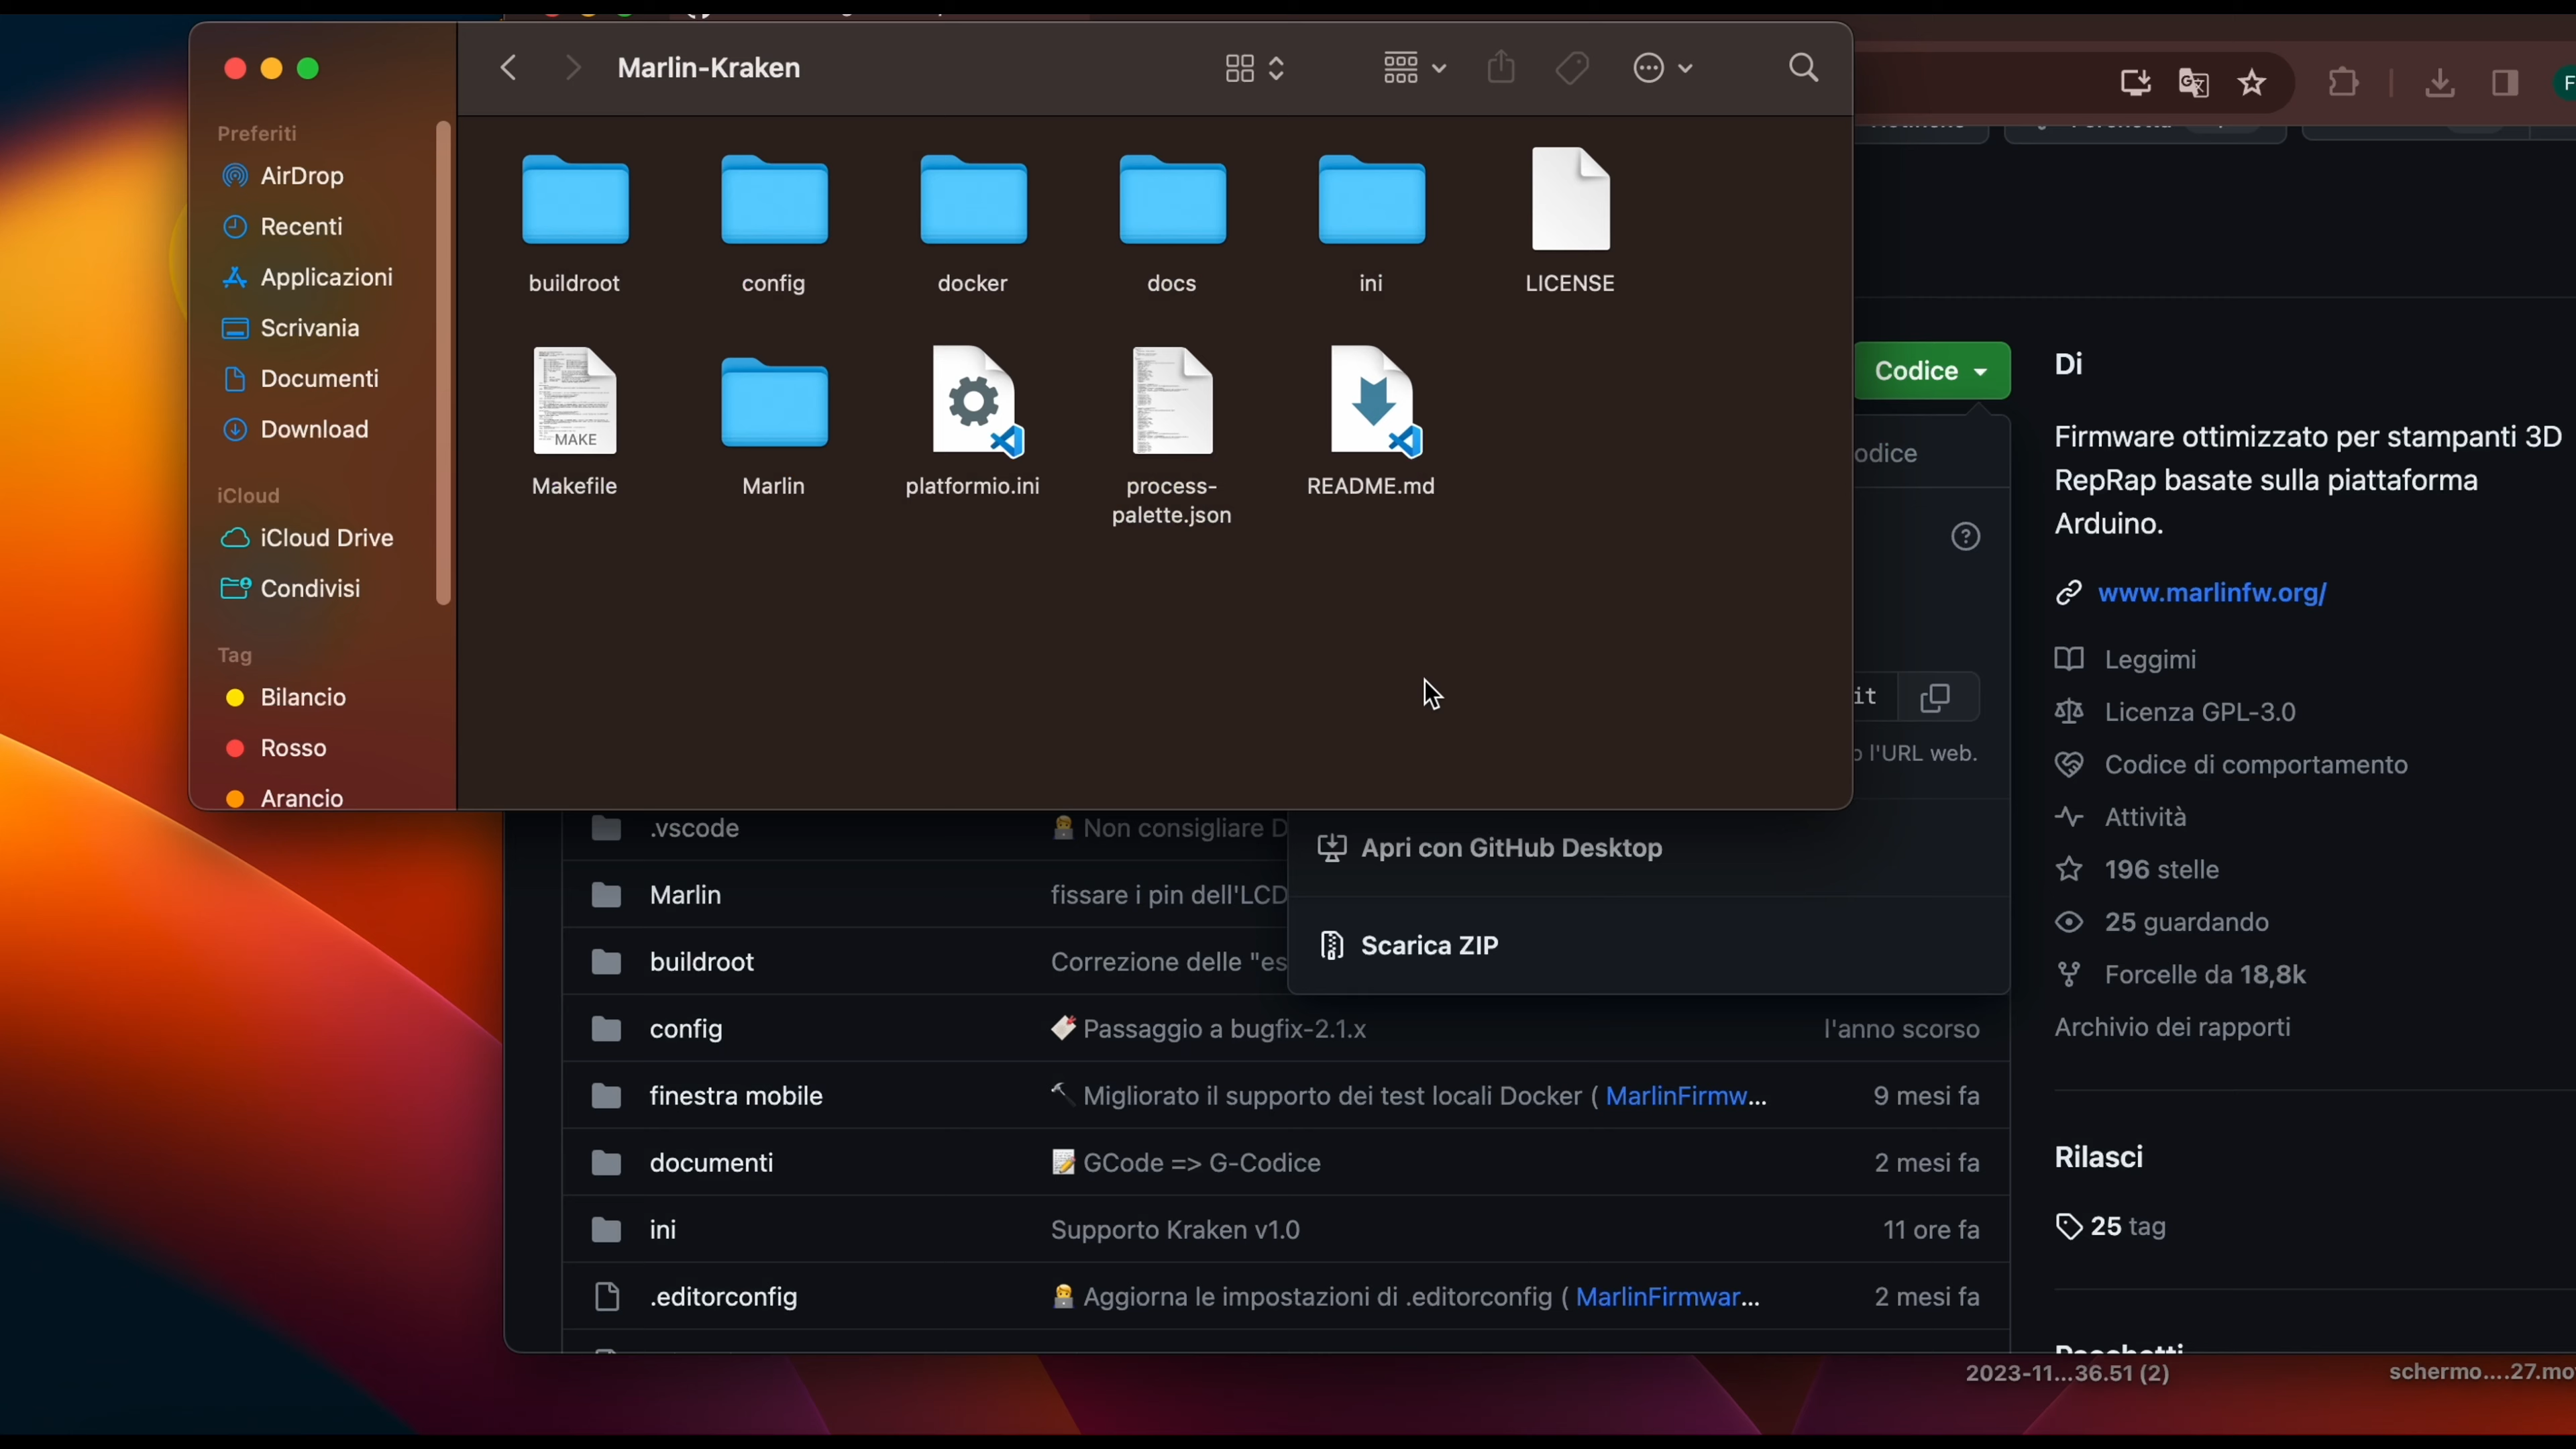 Marlin-Kraken
Preferiti
AirDrop
Recenti
Applicazioni
Scrivania
Documenti
Download
iCloud
iCloud Drive
Condivisi
Tag
Bilancio
Rosso
Arancio
buildroot
config
docker
docs
ini
LICENSE
MAKE
Makefile
Marlin
platformio.ini
process-
palette.json
README.md
F
Codice
odice
it
l'URL web.
Apri con GitHub Desktop
Scarica ZIP
.vscode
Non consigliare D
Marlin
fissare i pin dell'LCD
buildroot
Correzione delle "es
config
Passaggio a bugfix-2.1.x
l'anno scorso
finestra mobile
Migliorato il supporto dei test locali Docker ( MarlinFirmw...
9 mesi fa
documenti
GCode => G-Codice
2 mesi fa
ini
Supporto Kraken v1.0
11 ore fa
.editorconfig
Aggiorna le impostazioni di .editorconfig ( MarlinFirmwar...
2 mesi fa
Di
Firmware ottimizzato per stampanti 3D
RepRap basate sulla piattaforma
Arduino.
www.marlinfw.org/
Leggimi
Licenza GPL-3.0
Codice di comportamento
Attività
196 stelle
25 guardando
Forcelle da 18,8k
Archivio dei rapporti
Rilasci
25 tag
2023-11...36.51 (2)
schermo....27.mo